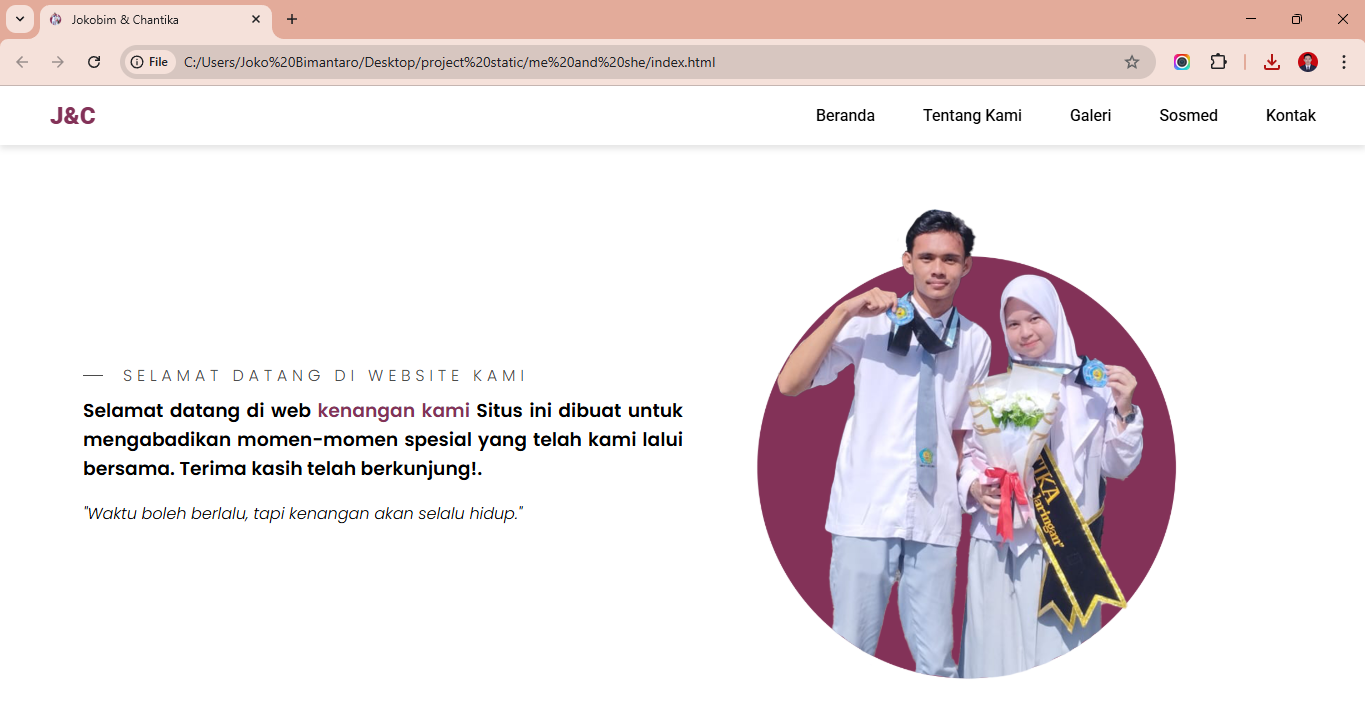 Jokobim & Chantika
File
C:/Users/Joko%20Bimantaro/Desktop/project%20static/me%20and%20she/index.html
J&C
Beranda
Tentang Kami
Galeri
Sosmed
Kontak
SELAMAT DATANG DI WEBSITE KAMI
Selamat datang di web kenangan kami Situs ini dibuat untuk
mengabadikan momen-momen spesial yang telah kami lalui
bersama. Terima kasih telah berkunjung!.
"Waktu boleh berlalu, tapi kenangan akan selalu hidup."